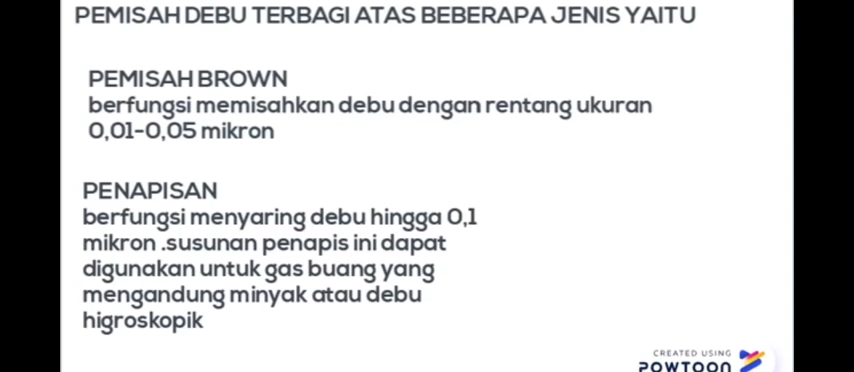 PEMISAH DEBU TERBAGI ATAS BEBERAPA JENIS YAITU
PEMISAH BROWN
berfungsi memisahkan debu dengan rentang ukuran
0,01-0,05 mikron
PENAPISAN
berfungsi menyaring debu hingga 0,1
mikron .susunan penapis ini dapat
digunakan untuk gas buang yang
mengandung minyak atau debu
higroskopik
CREATED USING
POWTOON